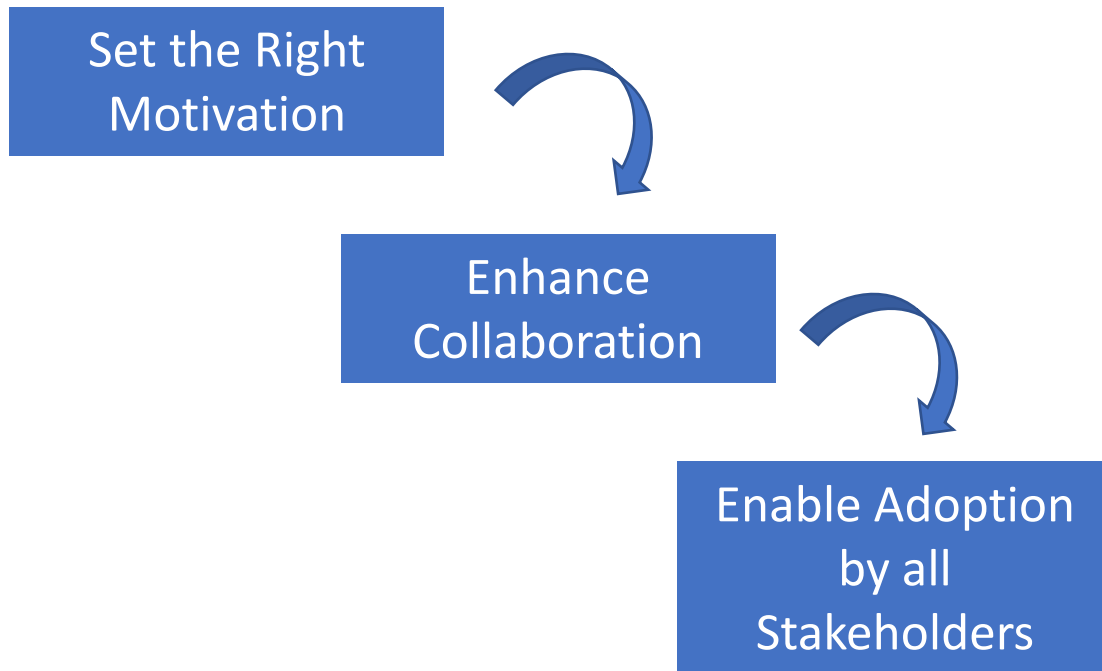 Set the Right
Motivation
Enhance
Collaboration
Enable Adoption
by all
Stakeholders